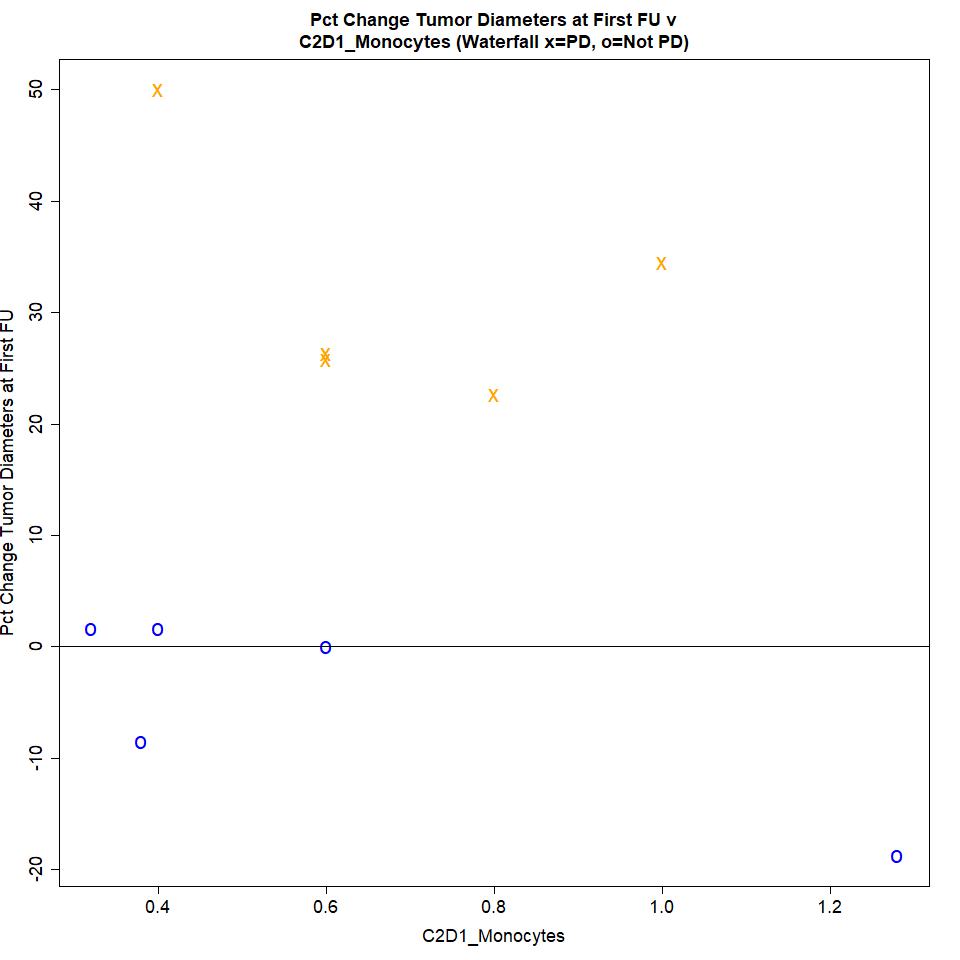 Pct Change Tumor Diameters at First FU v
C2D1_Monocytes (Waterfall x=PD, o=Not PD)
Pct Change Tumor Diameters at First FU
50
40
30
20
10
0
-10
-20
X
X
X
X
X
O
O
O
O
O
0.4
0.6
0.8
1.0
1.2
C2D1_Monocytes